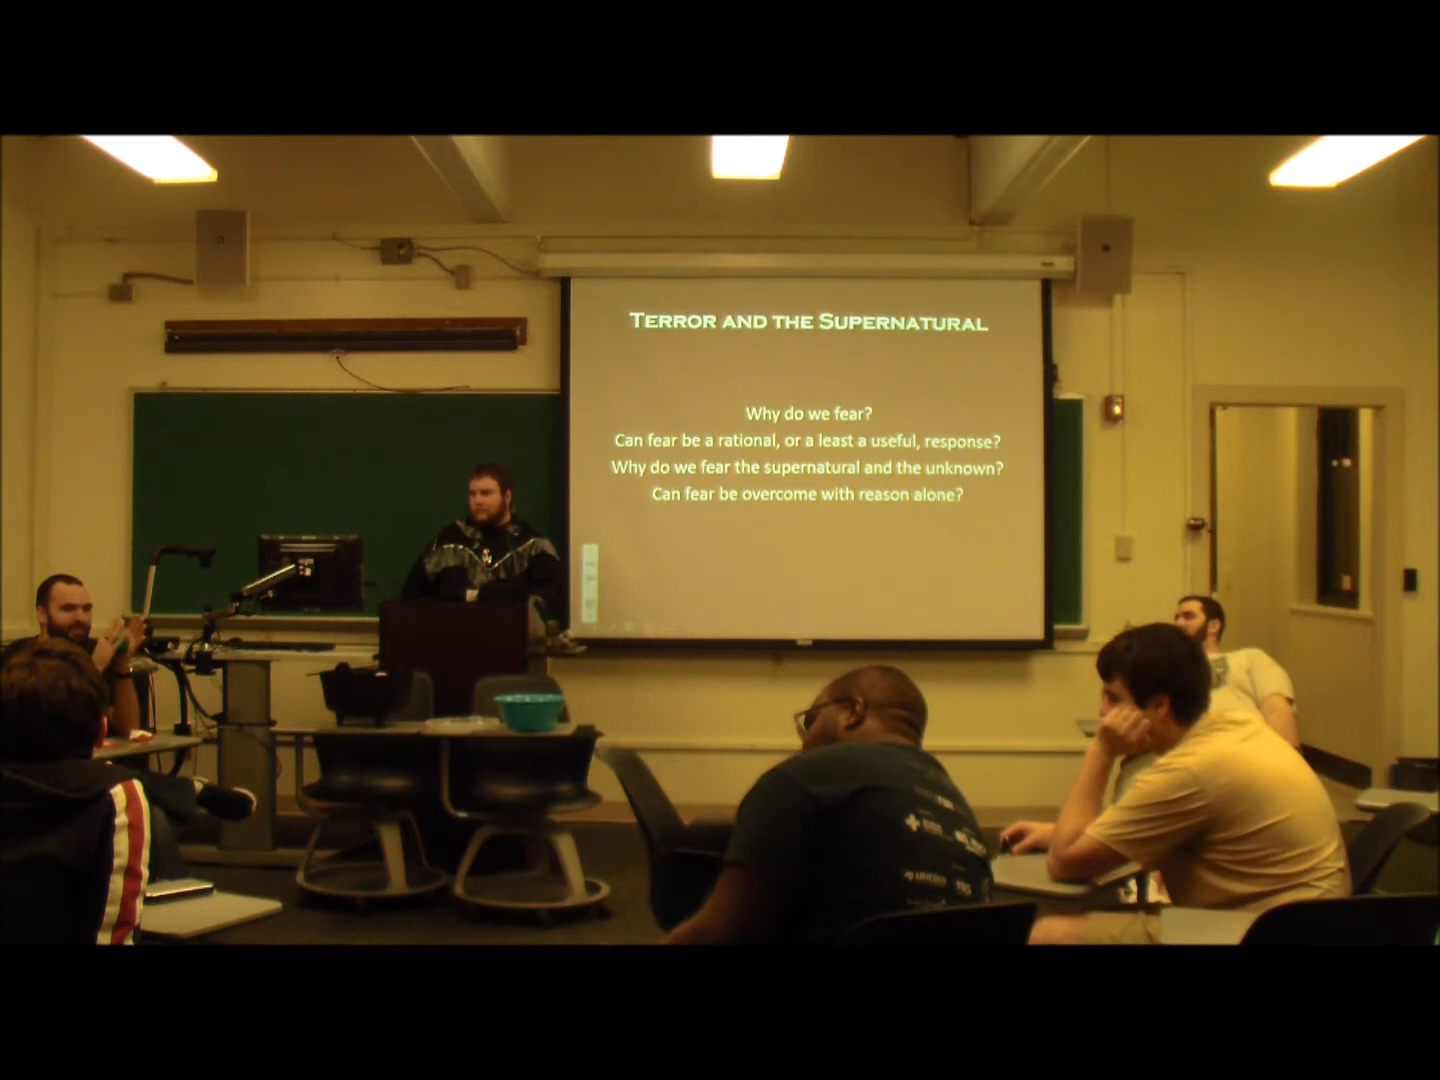 TERROR AND THE SUPERNATURAL
Why do we fear?
Can fear be a rational, or a least a useful, response?
Why do we fear the supernatural and the unknown?
Can fear be overcome with reason alone?